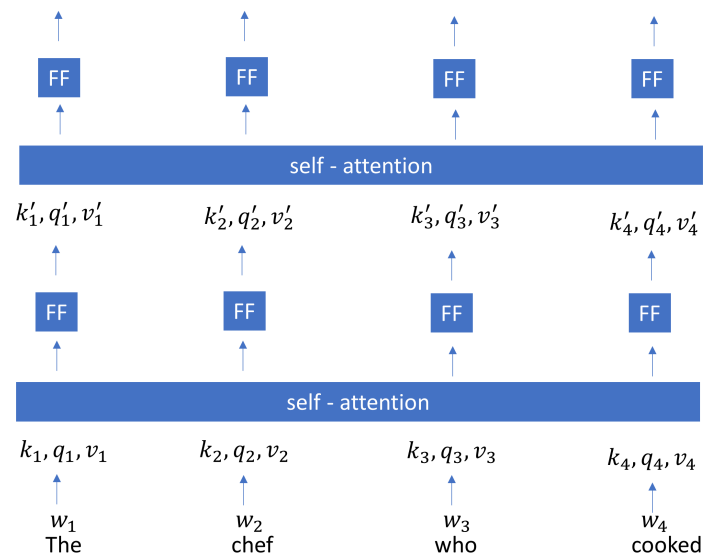 FF FF FF FF
self - attention
k′₁, q′₁, v′₁ k′₂, q′₂, v′₂ k′₃, q′₃, v′₃ k′₄, q′₄, v′₄
FF FF FF FF
self - attention
k₁, q₁, v₁ k₂, q₂, v₂ k₃, q₃, v₃ k₄, q₄, v₄
w₁ w₂ w₃ w₄
The chef who cooked